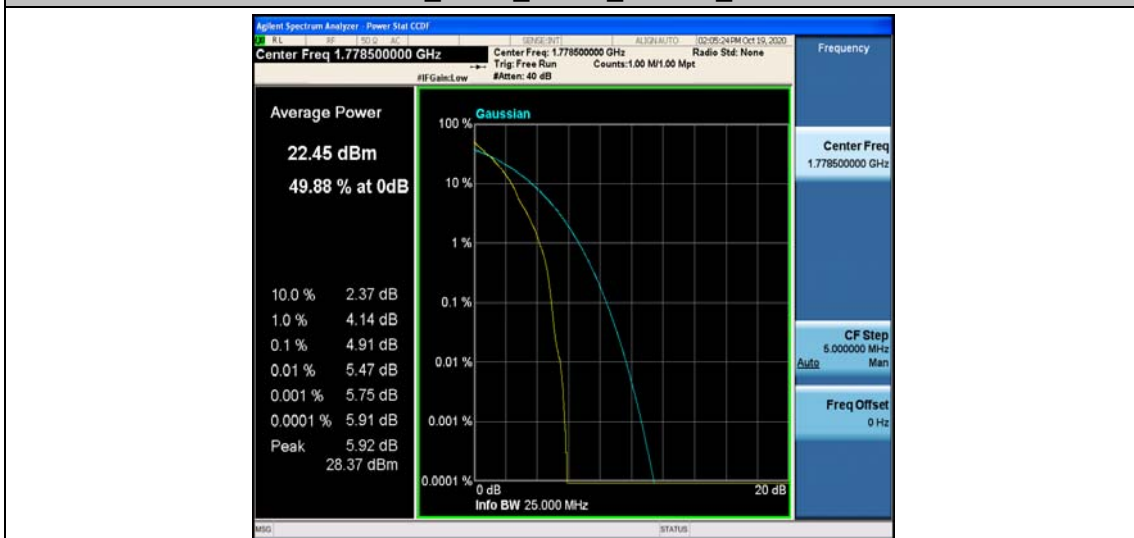 Agilent Spectrum Analyzer - Power Stat CCDF
RL RF 50 Ω AC SENSE:INT ALIGNAUTO 02:05:24 PM Oct 19, 2020
Center Freq 1.778500000 GHz
Center Freq: 1.778500000 GHz Radio Std: None
Trig: Free Run Counts:1.00 M/1.00 Mpt
#IFGain:Low #Atten: 40 dB
Frequency
Average Power
22.45 dBm
49.88 % at 0dB
10.0 % 2.37 dB
1.0 % 4.14 dB
0.1 % 4.91 dB
0.01 % 5.47 dB
0.001 % 5.75 dB
0.0001 % 5.91 dB
Peak 5.92 dB
28.37 dBm
Gaussian
100 %
10 %
1 %
0.1 %
0.01 %
0.001 %
0.0001 %
0 dB 20 dB
Info BW 25.000 MHz
Center Freq
1.778500000 GHz
CF Step
5.000000 MHz
Auto Man
Freq Offset
0 Hz
MSG STATUS